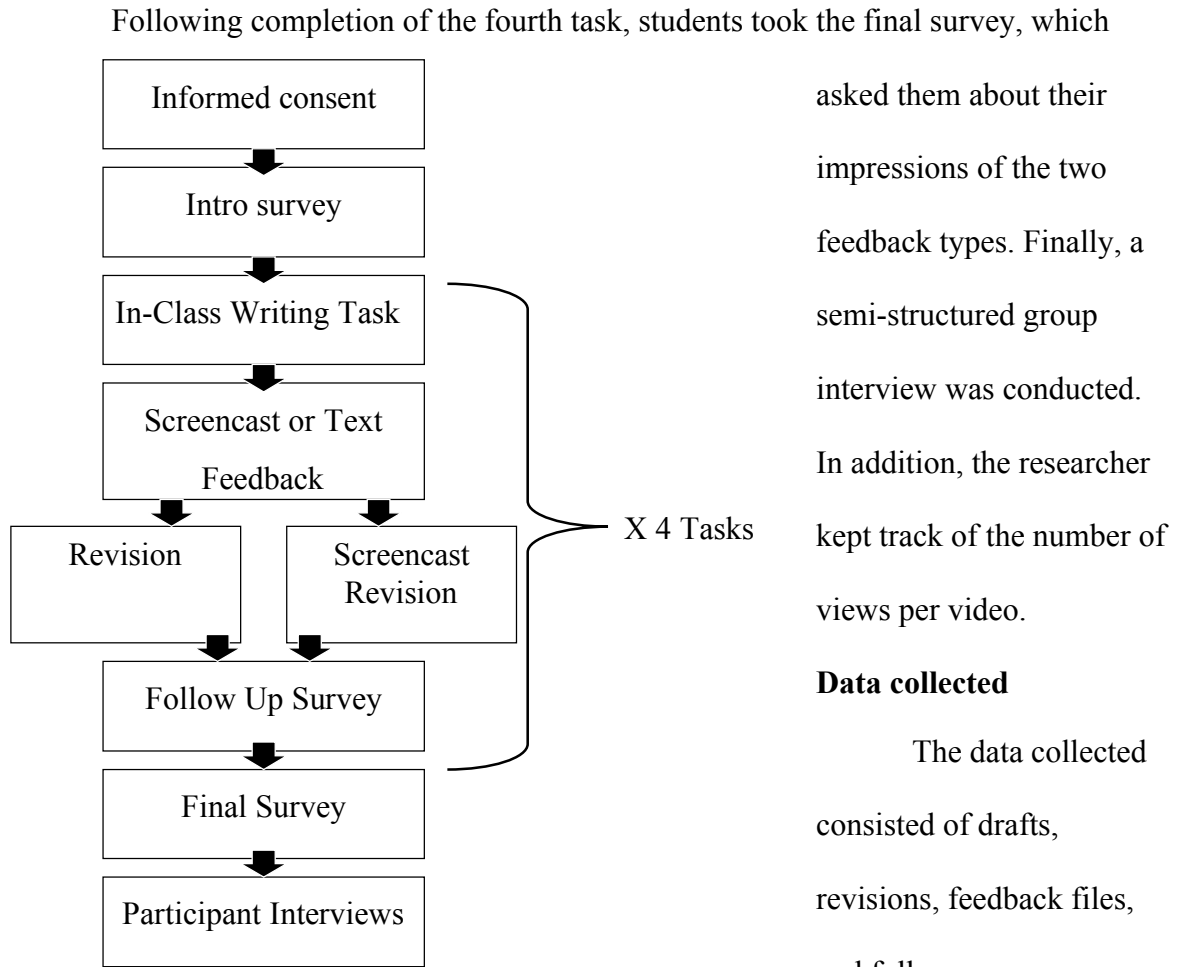 Following completion of the fourth task, students took the final survey, which
Informed consent
Intro survey
In-Class Writing Task
Screencast or Text
Feedback
Revision
Screencast
Revision
Follow Up Survey
Final Survey
Participant Interviews
X 4 Tasks
asked them about their
impressions of the two
feedback types. Finally, a
semi-structured group
interview was conducted.
In addition, the researcher
kept track of the number of
views per video.
Data collected
The data collected
consisted of drafts,
revisions, feedback files,